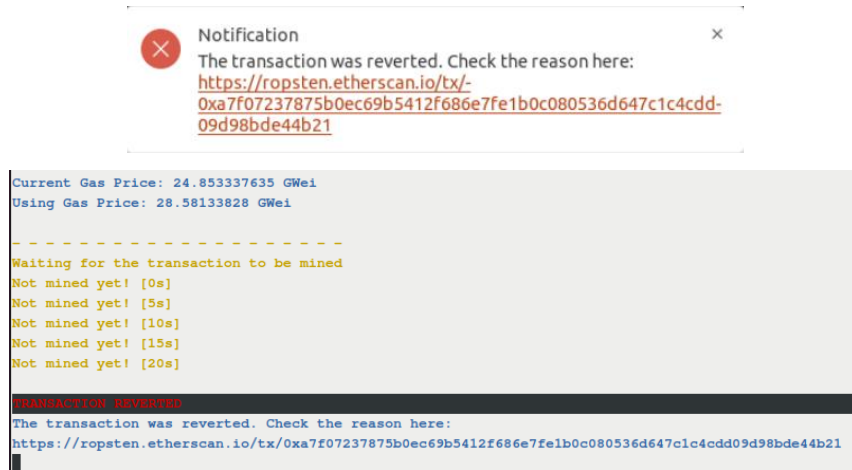 Notification
The transaction was reverted. Check the reason here:
https://ropsten.etherscan.io/tx/-
0xa7f07237875b0ec69b5412f686e7fe1b0c080536d647c1c4cdd-
09d98bde44b21
Current Gas Price: 24.853337635 GWei
Using Gas Price: 28.58133828 GWei
- - - - - - - - - - - - - - - - - - - -
Waiting for the transaction to be mined
Not mined yet! [0s]
Not mined yet! [5s]
Not mined yet! [10s]
Not mined yet! [15s]
Not mined yet! [20s]
TRANSACTION REVERTED
The transaction was reverted. Check the reason here:
https://ropsten.etherscan.io/tx/0xa7f07237875b0ec69b5412f686e7fe1b0c080536d647c1c4cdd09d98bde44b21